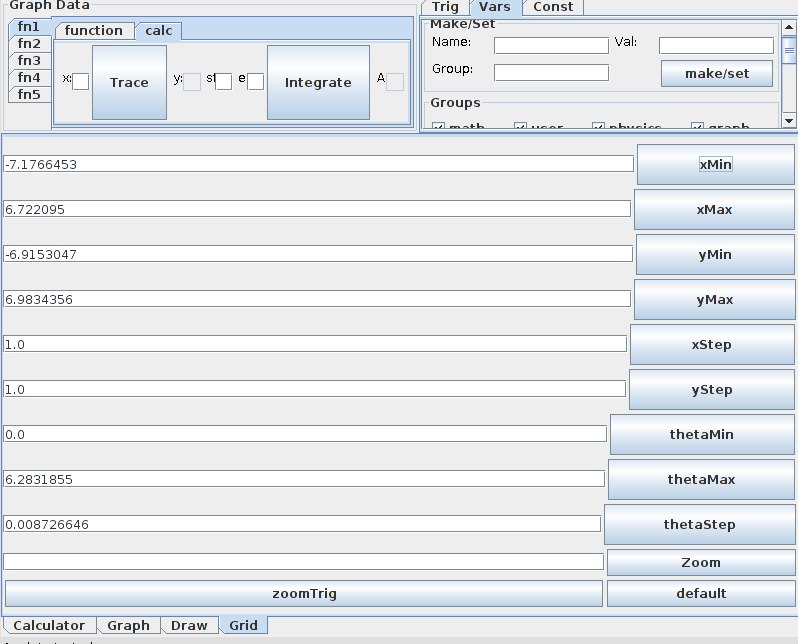 Graph Data
fn1
fn2
fn3
fn4
fn5
function calc
x: Trace y: st e Integrate A
Trig Vars Const
Make/Set
Name: Val:
Group: make/set
Groups
math user physics graph
-7.1766453 xMin
6.722095 xMax
-6.9153047 yMin
6.9834356 yMax
1.0 xStep
1.0 yStep
0.0 thetaMin
6.2831855 thetaMax
0.008726646 thetaStep
Zoom
zoomTrig default
Calculator Graph Draw Grid